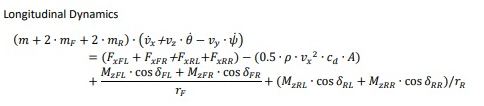 Longitudinal Dynamics
(m + 2 · m_F + 2 · m_R) · (v̇_x + v_z · θ̇ − v_y · ψ̇)
= (F_xFL + F_xFR + F_xRL + F_xRR) − (0.5 · ρ · v_x² · c_d · A)
+ (M_zFL · cos δ_FL + M_zFR · cos δ_FR)/r_F + (M_zRL · cos δ_RL + M_zRR · cos δ_RR)/r_R